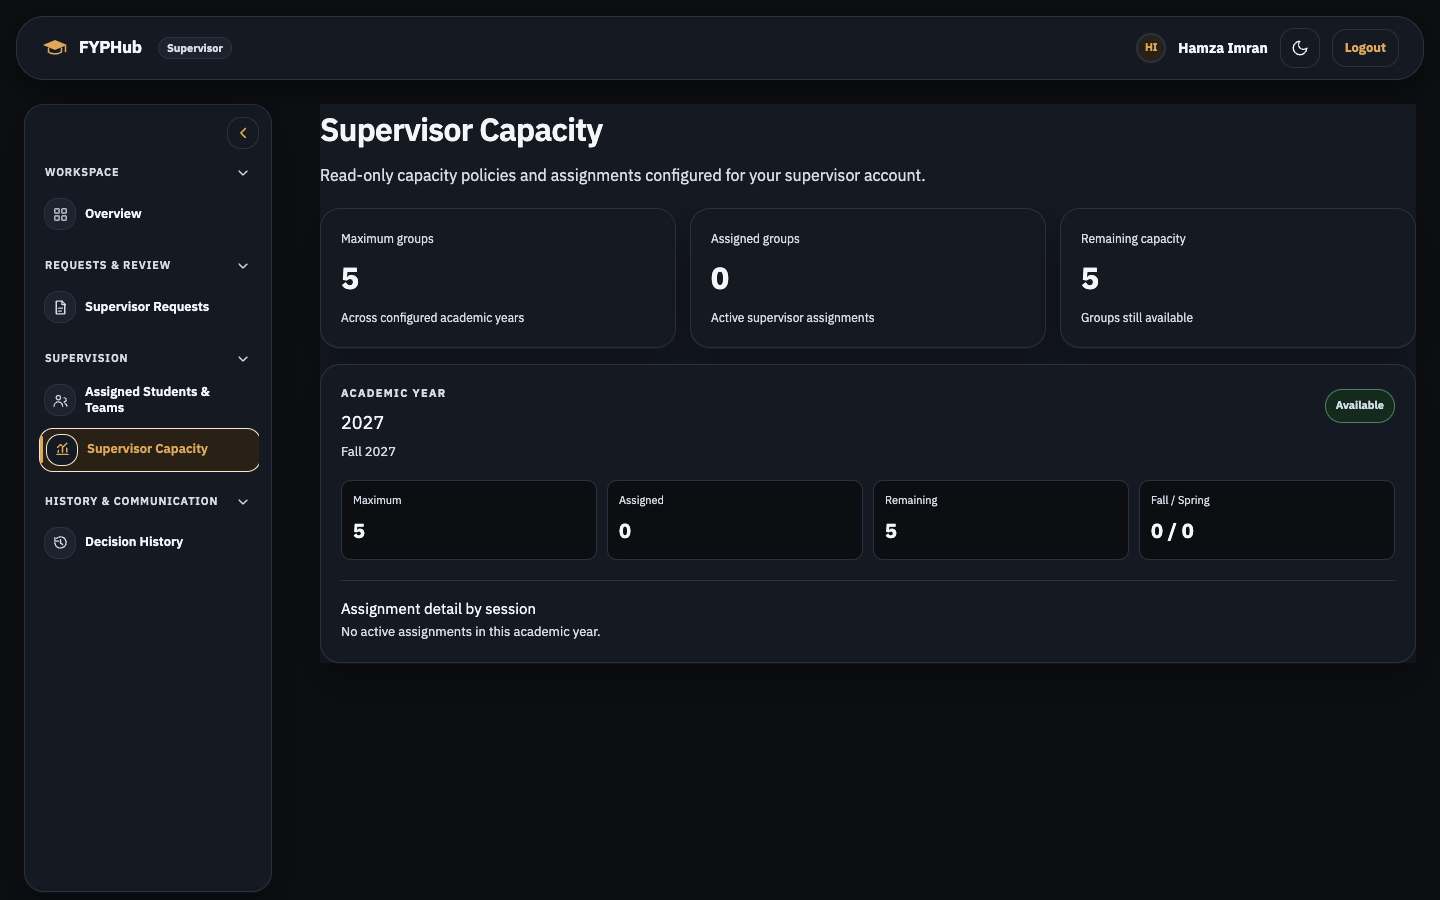 FYPHub
Supervisor
HI
Hamza Imran
Logout
WORKSPACE
Overview
REQUESTS & REVIEW
Supervisor Requests
SUPERVISION
Assigned Students &
Teams
Supervisor Capacity
HISTORY & COMMUNICATION
Decision History
Supervisor Capacity
Read-only capacity policies and assignments configured for your supervisor account.
Maximum groups
5
Across configured academic years
Assigned groups
0
Active supervisor assignments
Remaining capacity
5
Groups still available
ACADEMIC YEAR
2027
Fall 2027
Available
Maximum
5
Assigned
0
Remaining
5
Fall / Spring
0 / 0
Assignment detail by session
No active assignments in this academic year.